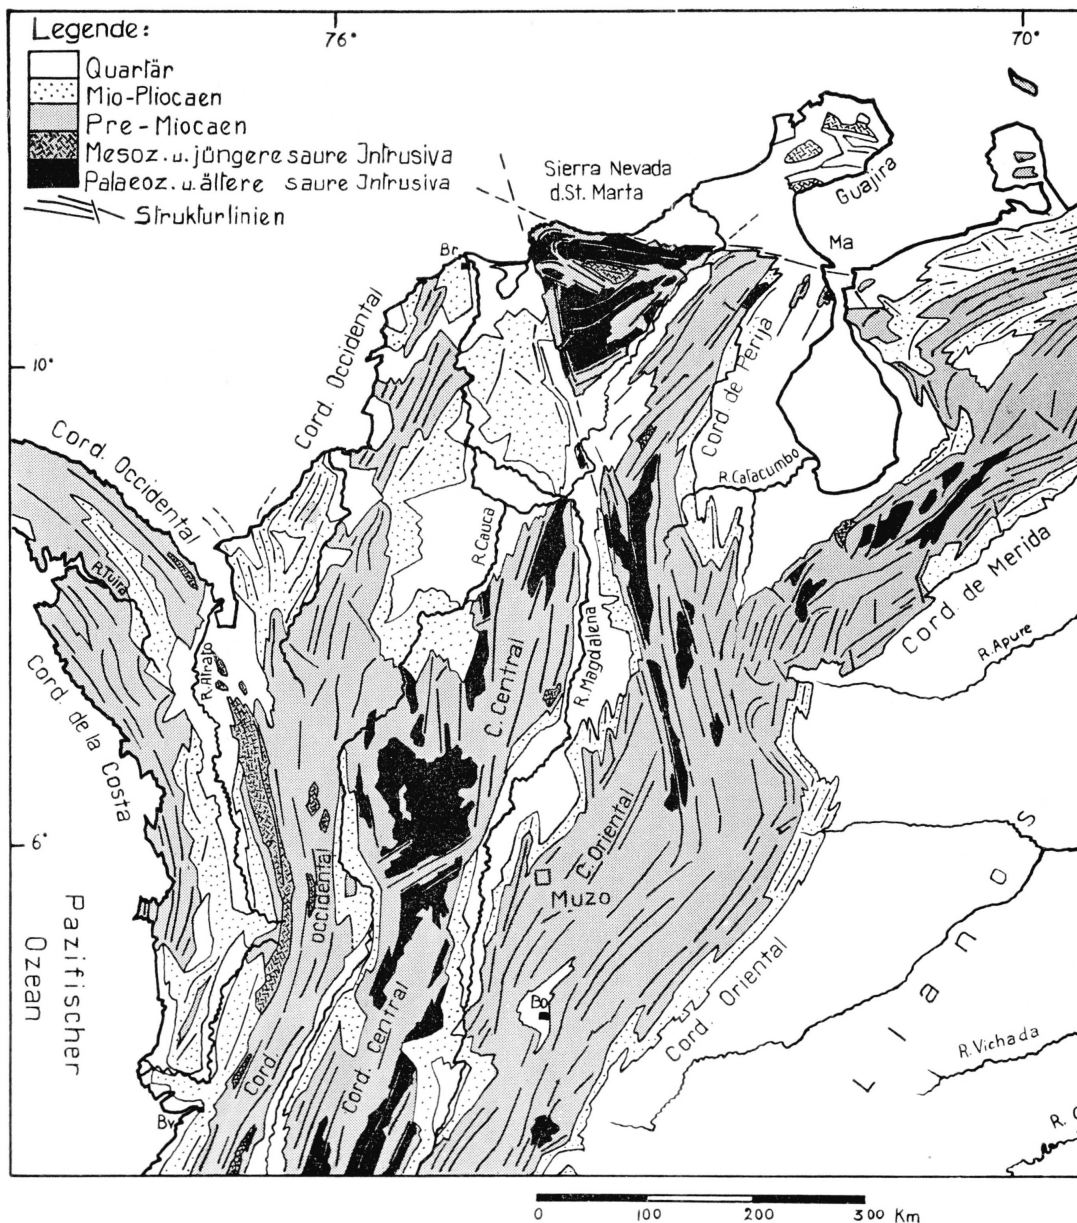 Legende:
Quartär
Mio-Pliocaen
Pre-Miocaen
Mesoz. u. jüngere saure Intrusiva
Palaeoz. u. ältere saure Intrusiva
Strukturlinien
76°
70°
Sierra Nevada
d.St. Marta
Guajira
Ma
Br.
10°
Cord. Occidental
Cord. Occidental
Cord de Perijà
R.Catacumbo
R.Cauca
R.Tuira
R.Atrato
Cord. de la Costa
C. Central
R.Magdalena
Cord. de Merida
R.Apure
6°
C. Oriental
Muzo
Occidental
Cord.
Cord. Central
Bo
Cord. Oriental
Llanos
R.Vichada
R.
Pazifischer
Ozean
Bv.
0 100 200 300 Km